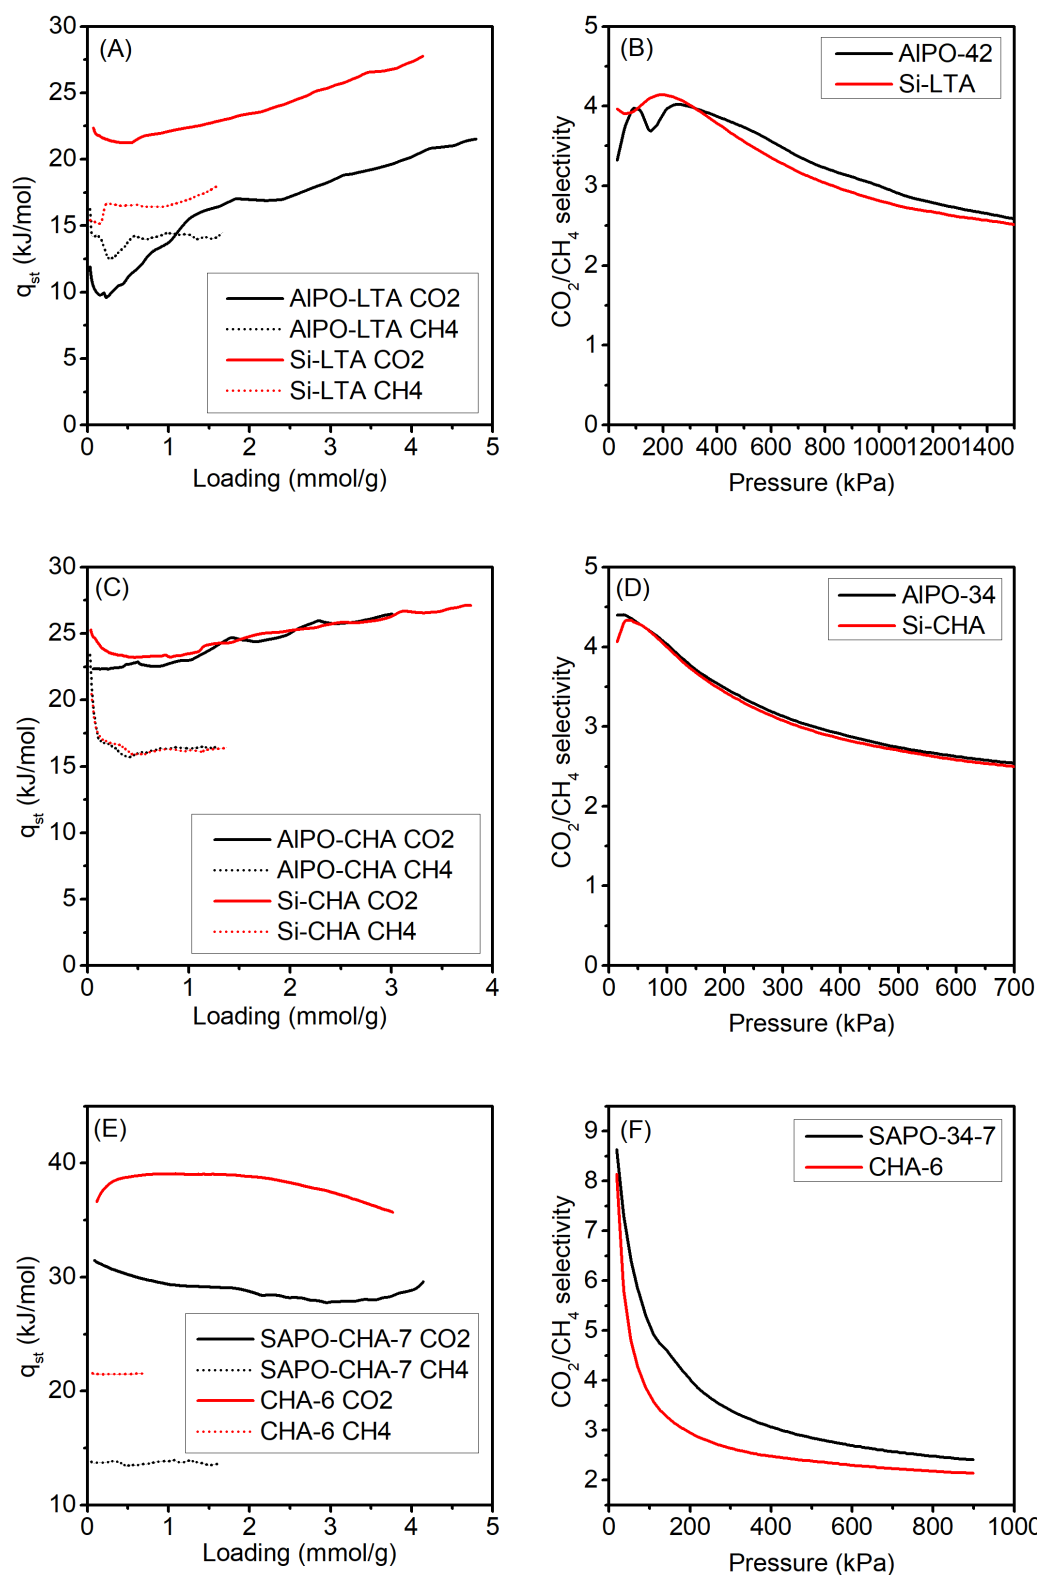 (A)
30
25
20
15
10
5
0
q_st (kJ/mol)
AlPO-LTA CO2
AlPO-LTA CH4
Si-LTA CO2
Si-LTA CH4
0 1 2 3 4 5
Loading (mmol/g)
(B)
5
4
3
2
1
0
CO₂/CH₄ selectivity
AlPO-42
Si-LTA
0 200 400 600 800 1000 1200 1400
Pressure (kPa)
(C)
30
25
20
15
10
5
0
q_st (kJ/mol)
AlPO-CHA CO2
AlPO-CHA CH4
Si-CHA CO2
Si-CHA CH4
0 1 2 3 4
Loading (mmol/g)
(D)
5
4
3
2
1
0
CO₂/CH₄ selectivity
AlPO-34
Si-CHA
0 100 200 300 400 500 600 700
Pressure (kPa)
(E)
40
30
20
10
q_st (kJ/mol)
SAPO-CHA-7 CO2
SAPO-CHA-7 CH4
CHA-6 CO2
CHA-6 CH4
0 1 2 3 4 5
Loading (mmol/g)
(F)
9
8
7
6
5
4
3
2
CO₂/CH₄ selectivity
SAPO-34-7
CHA-6
0 200 400 600 800 1000
Pressure (kPa)